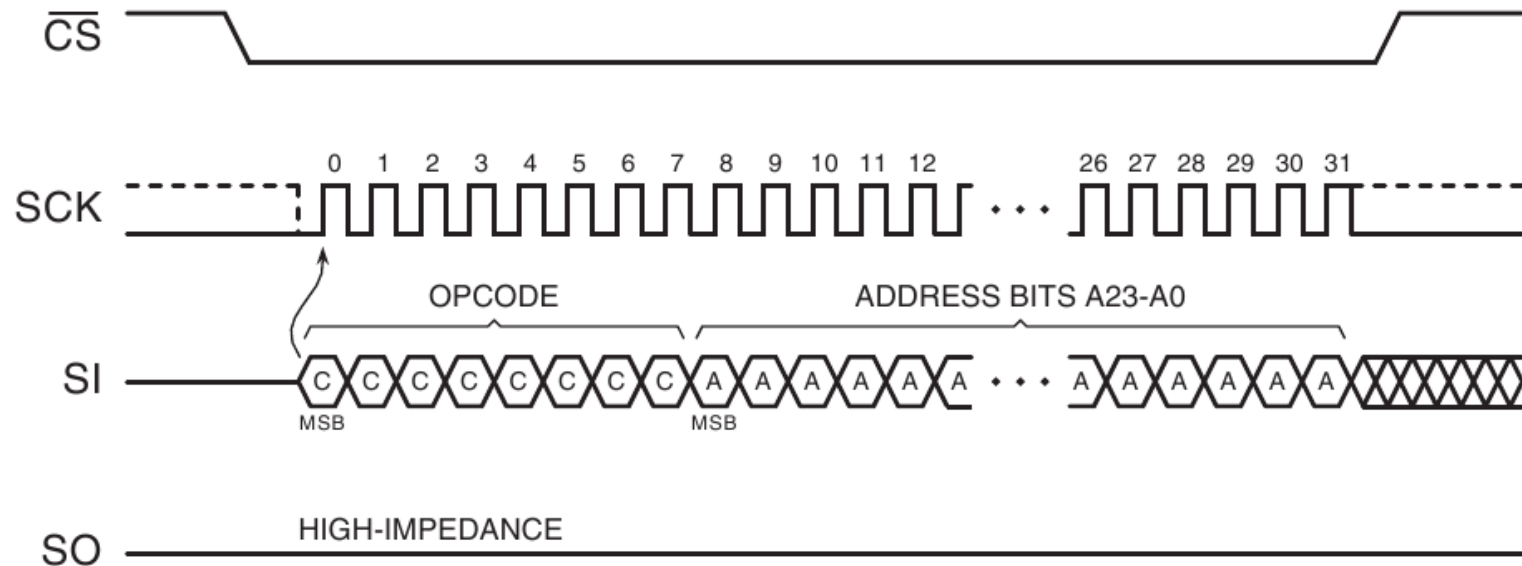 C̅S̅
0 1 2 3 4 5 6 7 8 9 10 11 12 26 27 28 29 30 31
SCK • • •
OPCODE ADDRESS BITS A23-A0
SI C C C C C C C C A A A A A A • • • A A A A A A
MSB MSB
HIGH-IMPEDANCE
SO